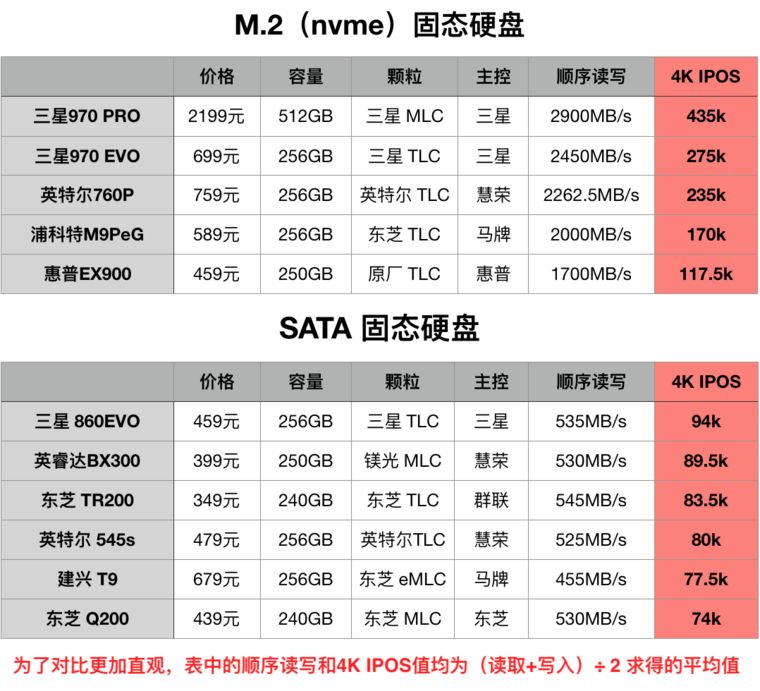 M.2（nvme）固态硬盘
价格 容量 颗粒 主控 顺序读写 4K IPOS
三星970 PRO 2199元 512GB 三星 MLC 三星 2900MB/s 435k
三星970 EVO 699元 256GB 三星 TLC 三星 2450MB/s 275k
英特尔760P 759元 256GB 英特尔 TLC 慧荣 2262.5MB/s 235k
浦科特M9PeG 589元 256GB 东芝 TLC 马牌 2000MB/s 170k
惠普EX900 459元 250GB 原厂 TLC 惠普 1700MB/s 117.5k
SATA 固态硬盘
价格 容量 颗粒 主控 顺序读写 4K IPOS
三星 860EVO 459元 256GB 三星 TLC 三星 535MB/s 94k
英睿达BX300 399元 250GB 镁光 MLC 慧荣 530MB/s 89.5k
东芝 TR200 349元 240GB 东芝 TLC 群联 545MB/s 83.5k
英特尔 545s 479元 256GB 英特尔TLC 慧荣 525MB/s 80k
建兴 T9 679元 256GB 东芝 eMLC 马牌 455MB/s 77.5k
东芝 Q200 439元 240GB 东芝 MLC 东芝 530MB/s 74k
为了对比更加直观，表中的顺序读写和4K IPOS值均为（读取+写入）÷ 2 求得的平均值